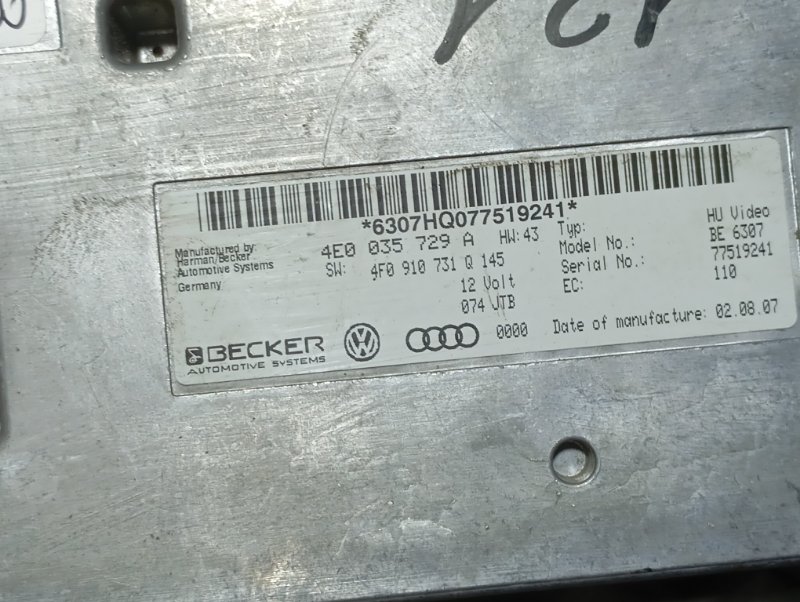 *6307HQ077519241*
Manufactured by:
Harman/Becker
Automotive Systems
Germany
4E0 035 729 A HW: 43
SW: 4F0 910 731 Q 145
12 Volt
074 JTB
Typ: HU Video
Model No.: BE 6307
Serial No.: 77519241
EC: 110
BECKER
AUTOMOTIVE SYSTEMS
0000
Date of manufacture: 02.08.07